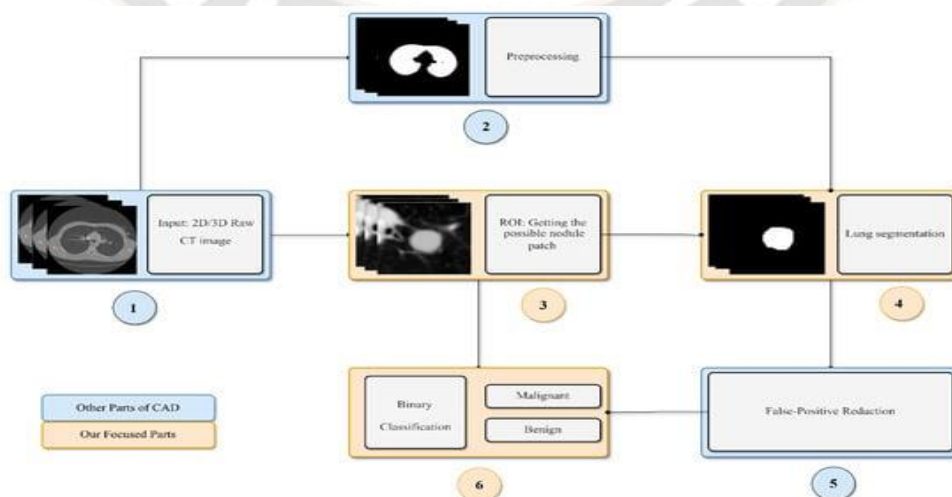 Preprocessing
2
Input: 2D/3D Raw
CT image
1
ROI: Getting the
possible nodule
patch
3
Lung segmentation
4
Binary
Classification
Malignant
Benign
6
False-Positive Reduction
5
Other Parts of CAD
Our Focused Parts